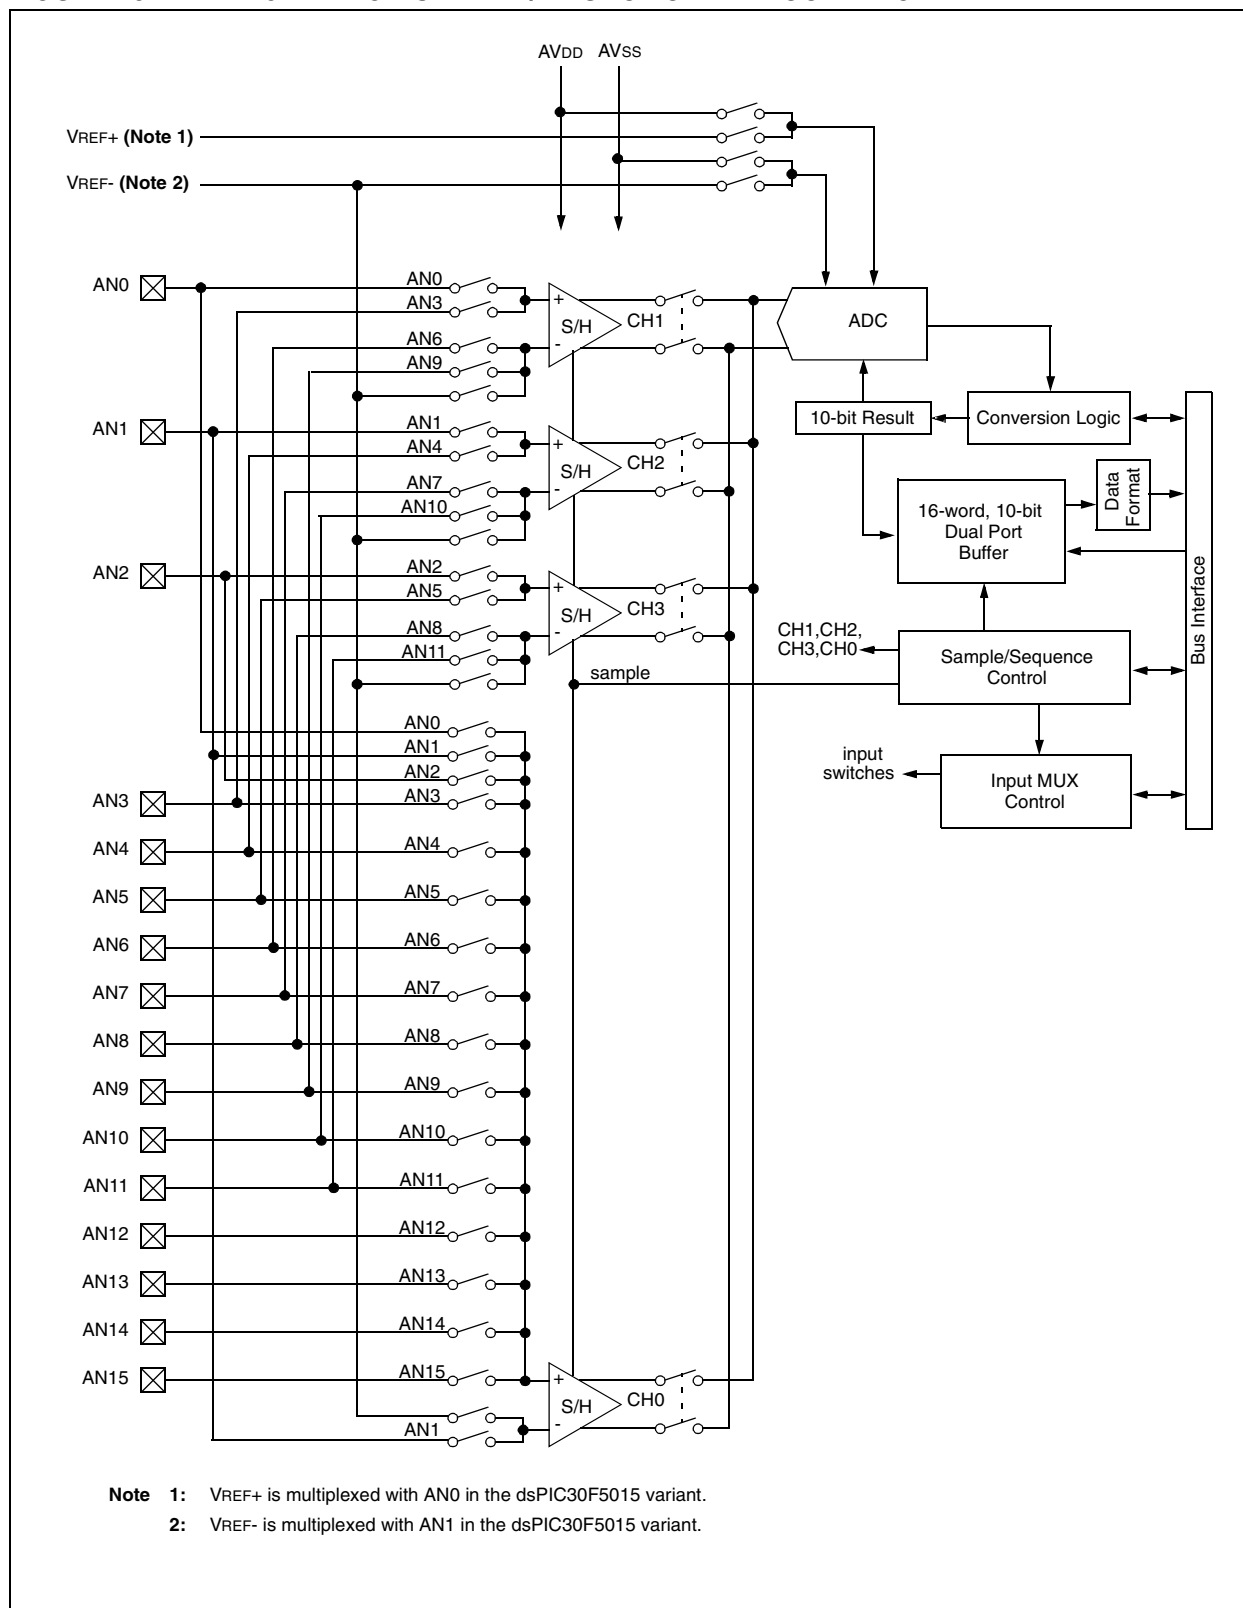 AVDD AVSS
VREF+ (Note 1)
VREF- (Note 2)
AN0
AN0
AN3
+
S/H
-
CH1
ADC
AN6
AN9
10-bit Result
Conversion Logic
AN1
AN1
AN4
+
S/H
-
CH2
AN7
AN10
16-word, 10-bit
Dual Port
Buffer
Data
Format
Bus Interface
AN2
AN2
AN5
+
S/H
-
CH3
AN8
AN11
CH1,CH2,
CH3,CH0
Sample/Sequence
Control
sample
AN0
AN1
AN2
input
switches
Input MUX
Control
AN3
AN3
AN4
AN4
AN5
AN5
AN6
AN6
AN7
AN7
AN8
AN8
AN9
AN9
AN10
AN10
AN11
AN11
AN12
AN12
AN13
AN13
AN14
AN14
AN15
AN15
+
S/H
-
CH0
AN1
Note 1: VREF+ is multiplexed with AN0 in the dsPIC30F5015 variant.
2: VREF- is multiplexed with AN1 in the dsPIC30F5015 variant.